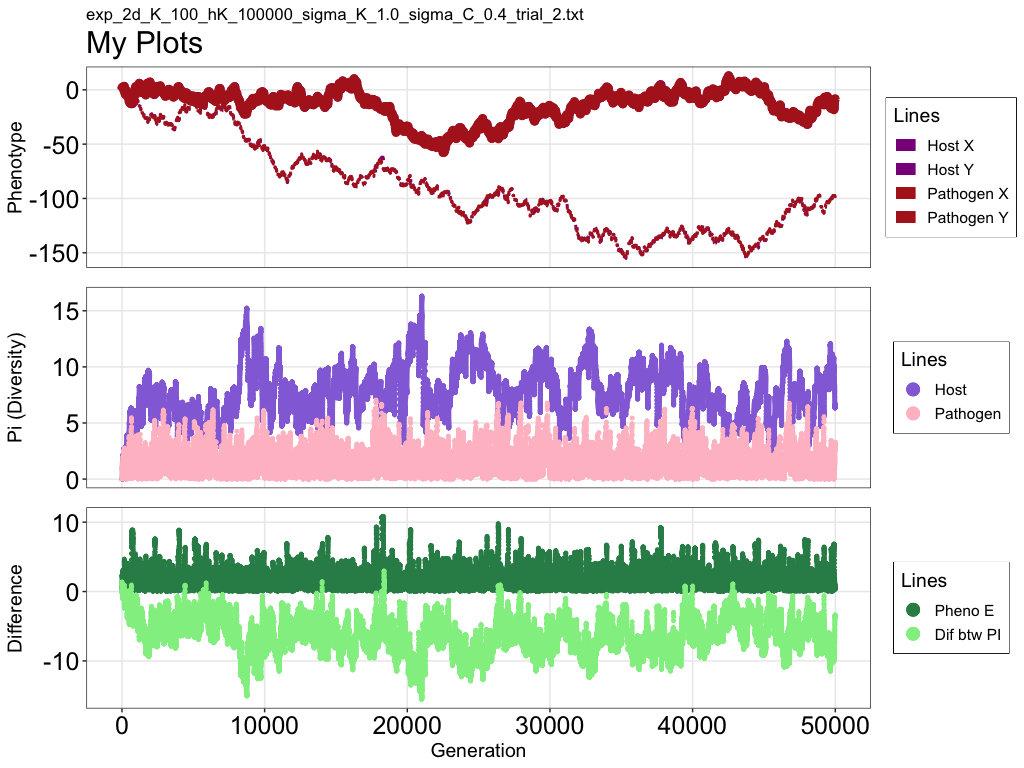 exp_2d_K_100_hK_100000_sigma_K_1.0_sigma_C_0.4_trial_2.txt
My Plots
Phenotype
0
-50
-100
-150
Lines
Host X
Host Y
Pathogen X
Pathogen Y
Pi (Diversity)
15
10
5
0
Lines
Host
Pathogen
Difference
10
0
-10
Lines
Pheno E
Dif btw PI
0 10000 20000 30000 40000 50000
Generation